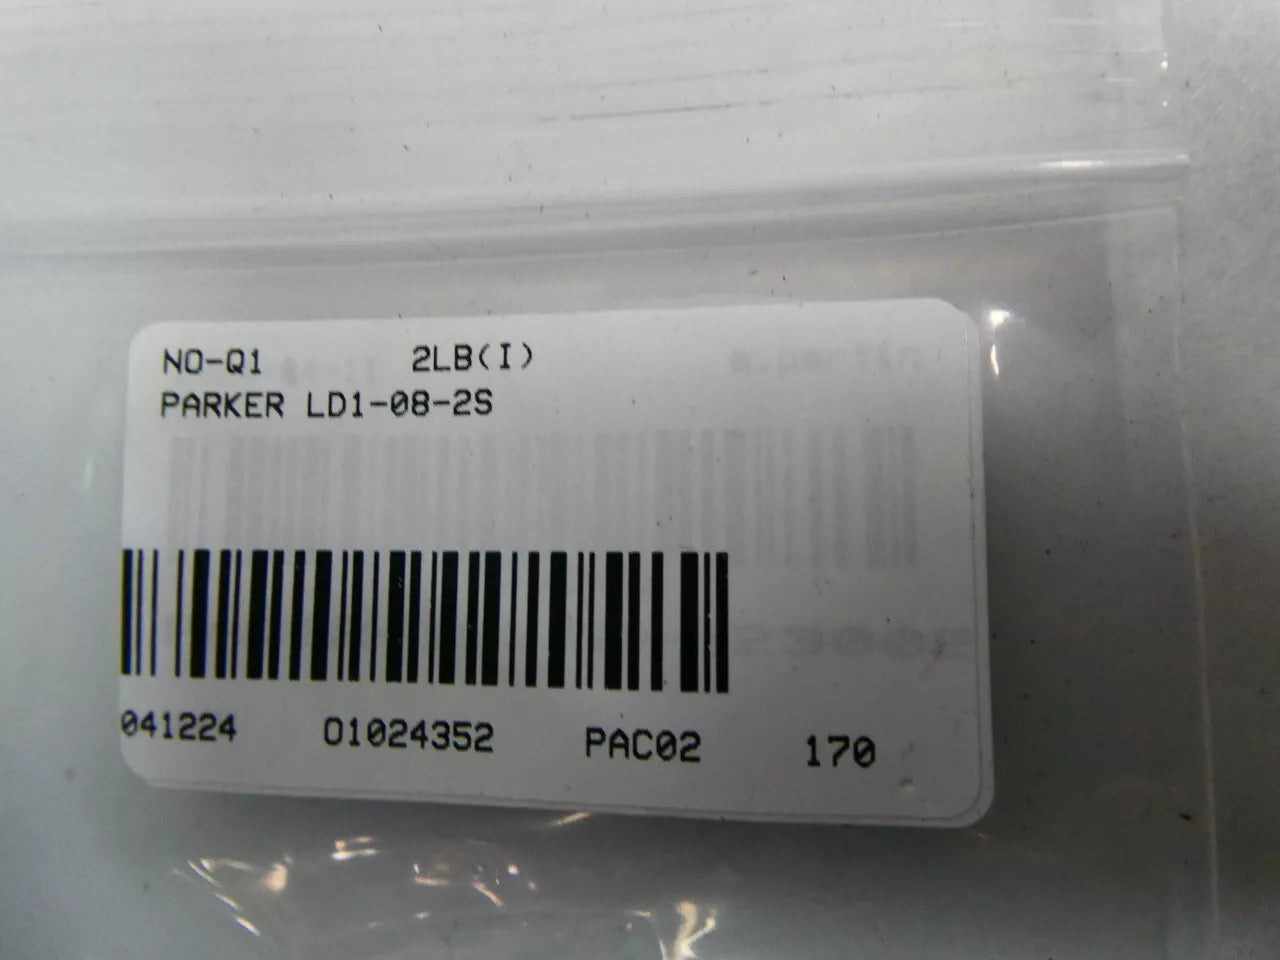 NO-Q1 2LB(I)
PARKER LD1-08-2S
041224 01024352 PAC02 170